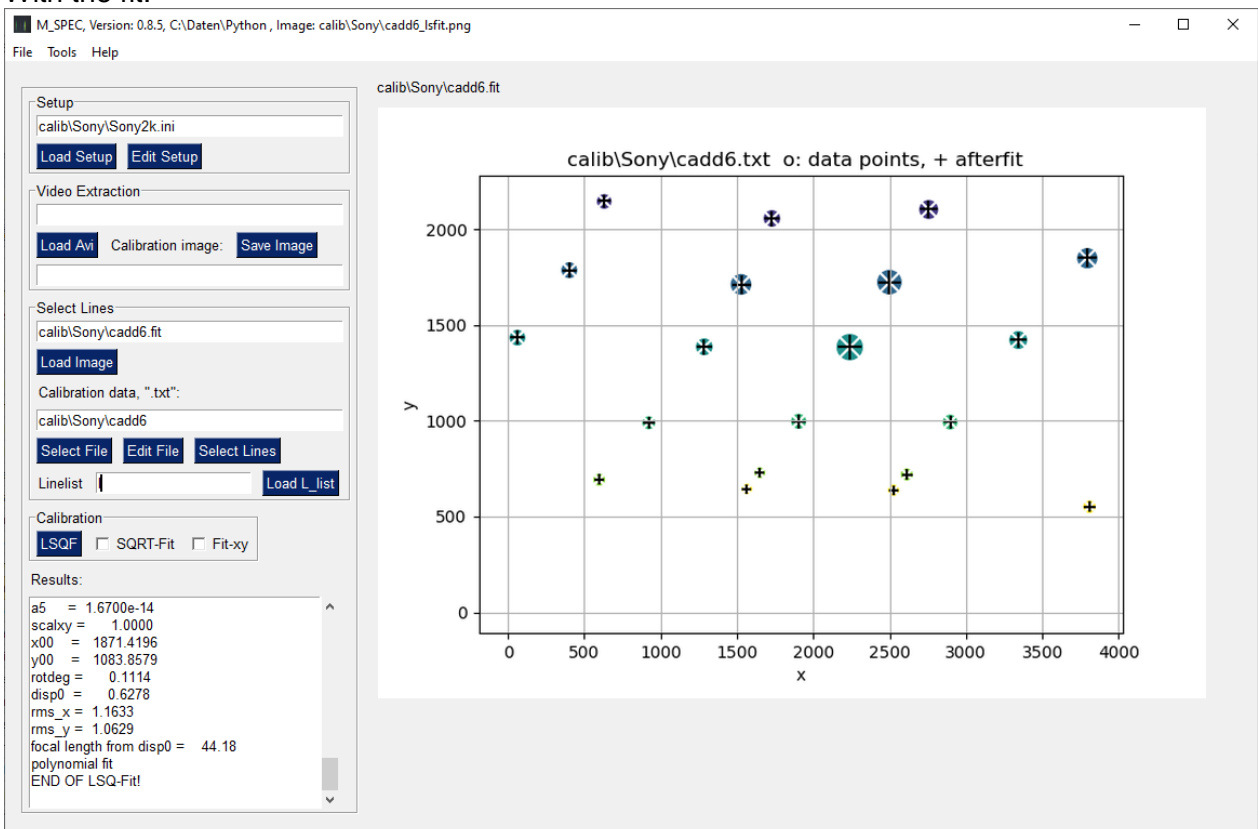 With the fit:
M_SPEC, Version: 0.8.5, C:\Daten\Python , Image: calib\Sony\cadd6_lsfit.png
File Tools Help
calib\Sony\cadd6.fit
Setup
calib\Sony\Sony2k.ini
Load Setup Edit Setup
Video Extraction
Load Avi Calibration image: Save Image
Select Lines
calib\Sony\cadd6.fit
Load Image
Calibration data, ".txt":
calib\Sony\cadd6
Select File Edit File Select Lines
Linelist Load L_list
Calibration
LSQF SQRT-Fit Fit-xy
Results:
a5 = 1.6700e-14
scalxy = 1.0000
x00 = 1871.4196
y00 = 1083.8579
rotdeg = 0.1114
disp0 = 0.6278
rms_x = 1.1633
rms_y = 1.0629
focal length from disp0 = 44.18
polynomial fit
END OF LSQ-Fit!
calib\Sony\cadd6.txt o: data points, + afterfit
2000
1500
1000
500
0
y
0 500 1000 1500 2000 2500 3000 3500 4000
x